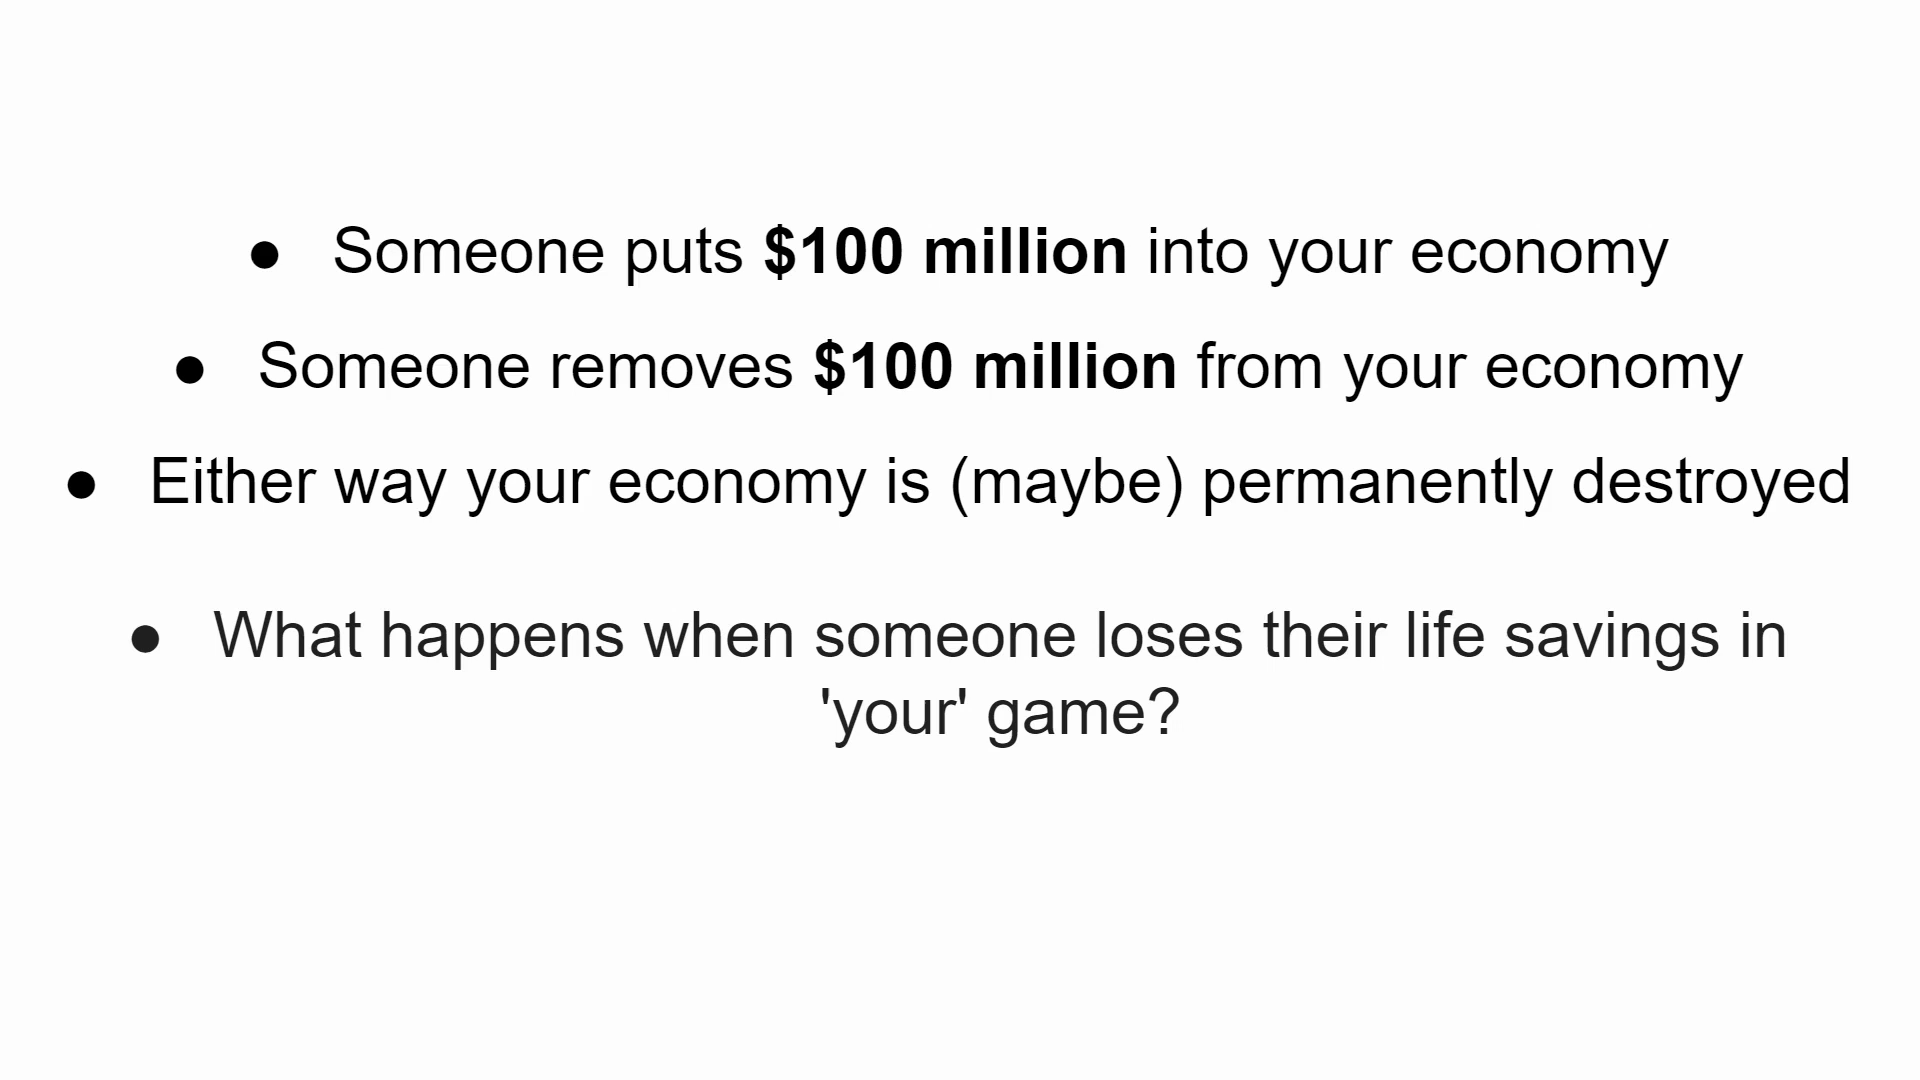 ● Someone puts $100 million into your economy
● Someone removes $100 million from your economy
● Either way your economy is (maybe) permanently destroyed
● What happens when someone loses their life savings in
'your' game?